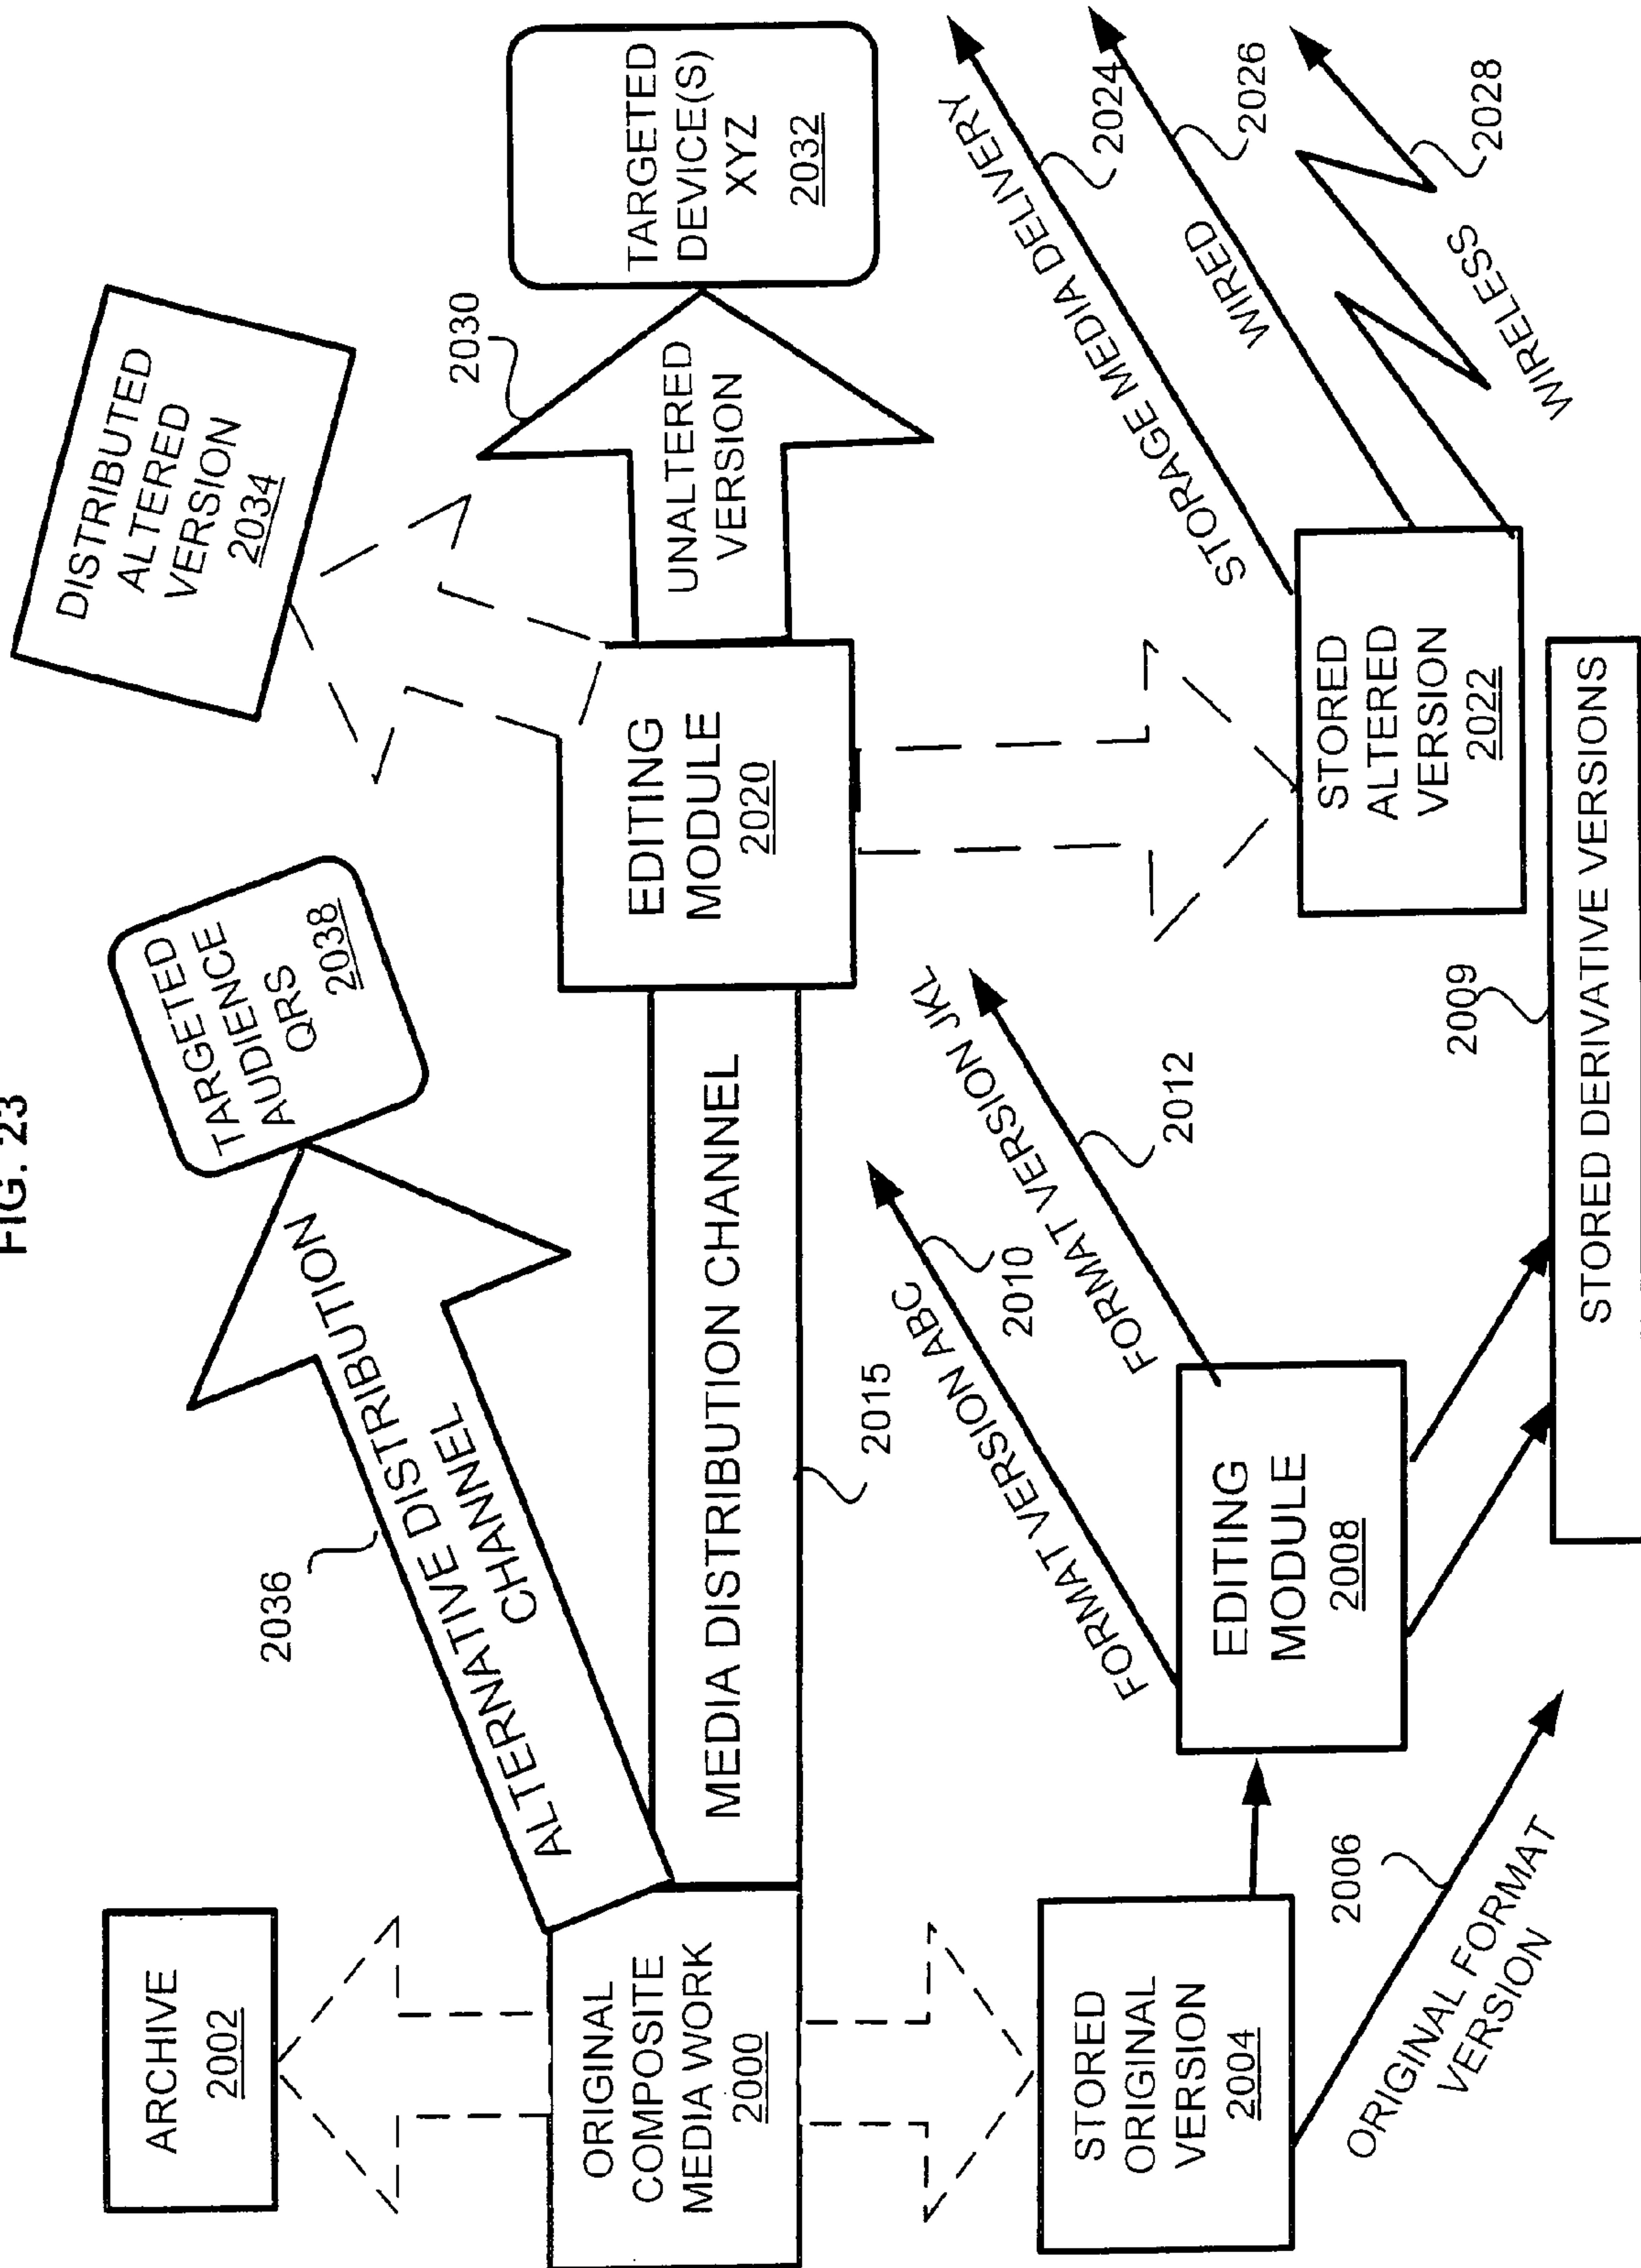 FIG. 23
ARCHIVE
2002
ORIGINAL
COMPOSITE
MEDIA WORK
2000
STORED
ORIGINAL
VERSION
2004
2006
ORIGINAL FORMAT
VERSION
2036
ALTERNATIVE DISTRIBUTION
CHANNEL
TARGETED
AUDIENCE
QRS
2038
MEDIA DISTRIBUTION CHANNEL
2015
EDITING
MODULE
2008
FORMAT VERSION ABC
2010
FORMAT VERSION JKL
2012
2009
STORED DERIVATIVE VERSIONS
EDITING
MODULE
2020
DISTRIBUTED
ALTERED
VERSION
2034
2030
UNALTERED
VERSION
TARGETED
DEVICE(S)
XYZ
2032
STORED
ALTERED
VERSION
2022
STORAGE MEDIA DELIVERY
2024
WIRED
2026
WIRELESS
2028